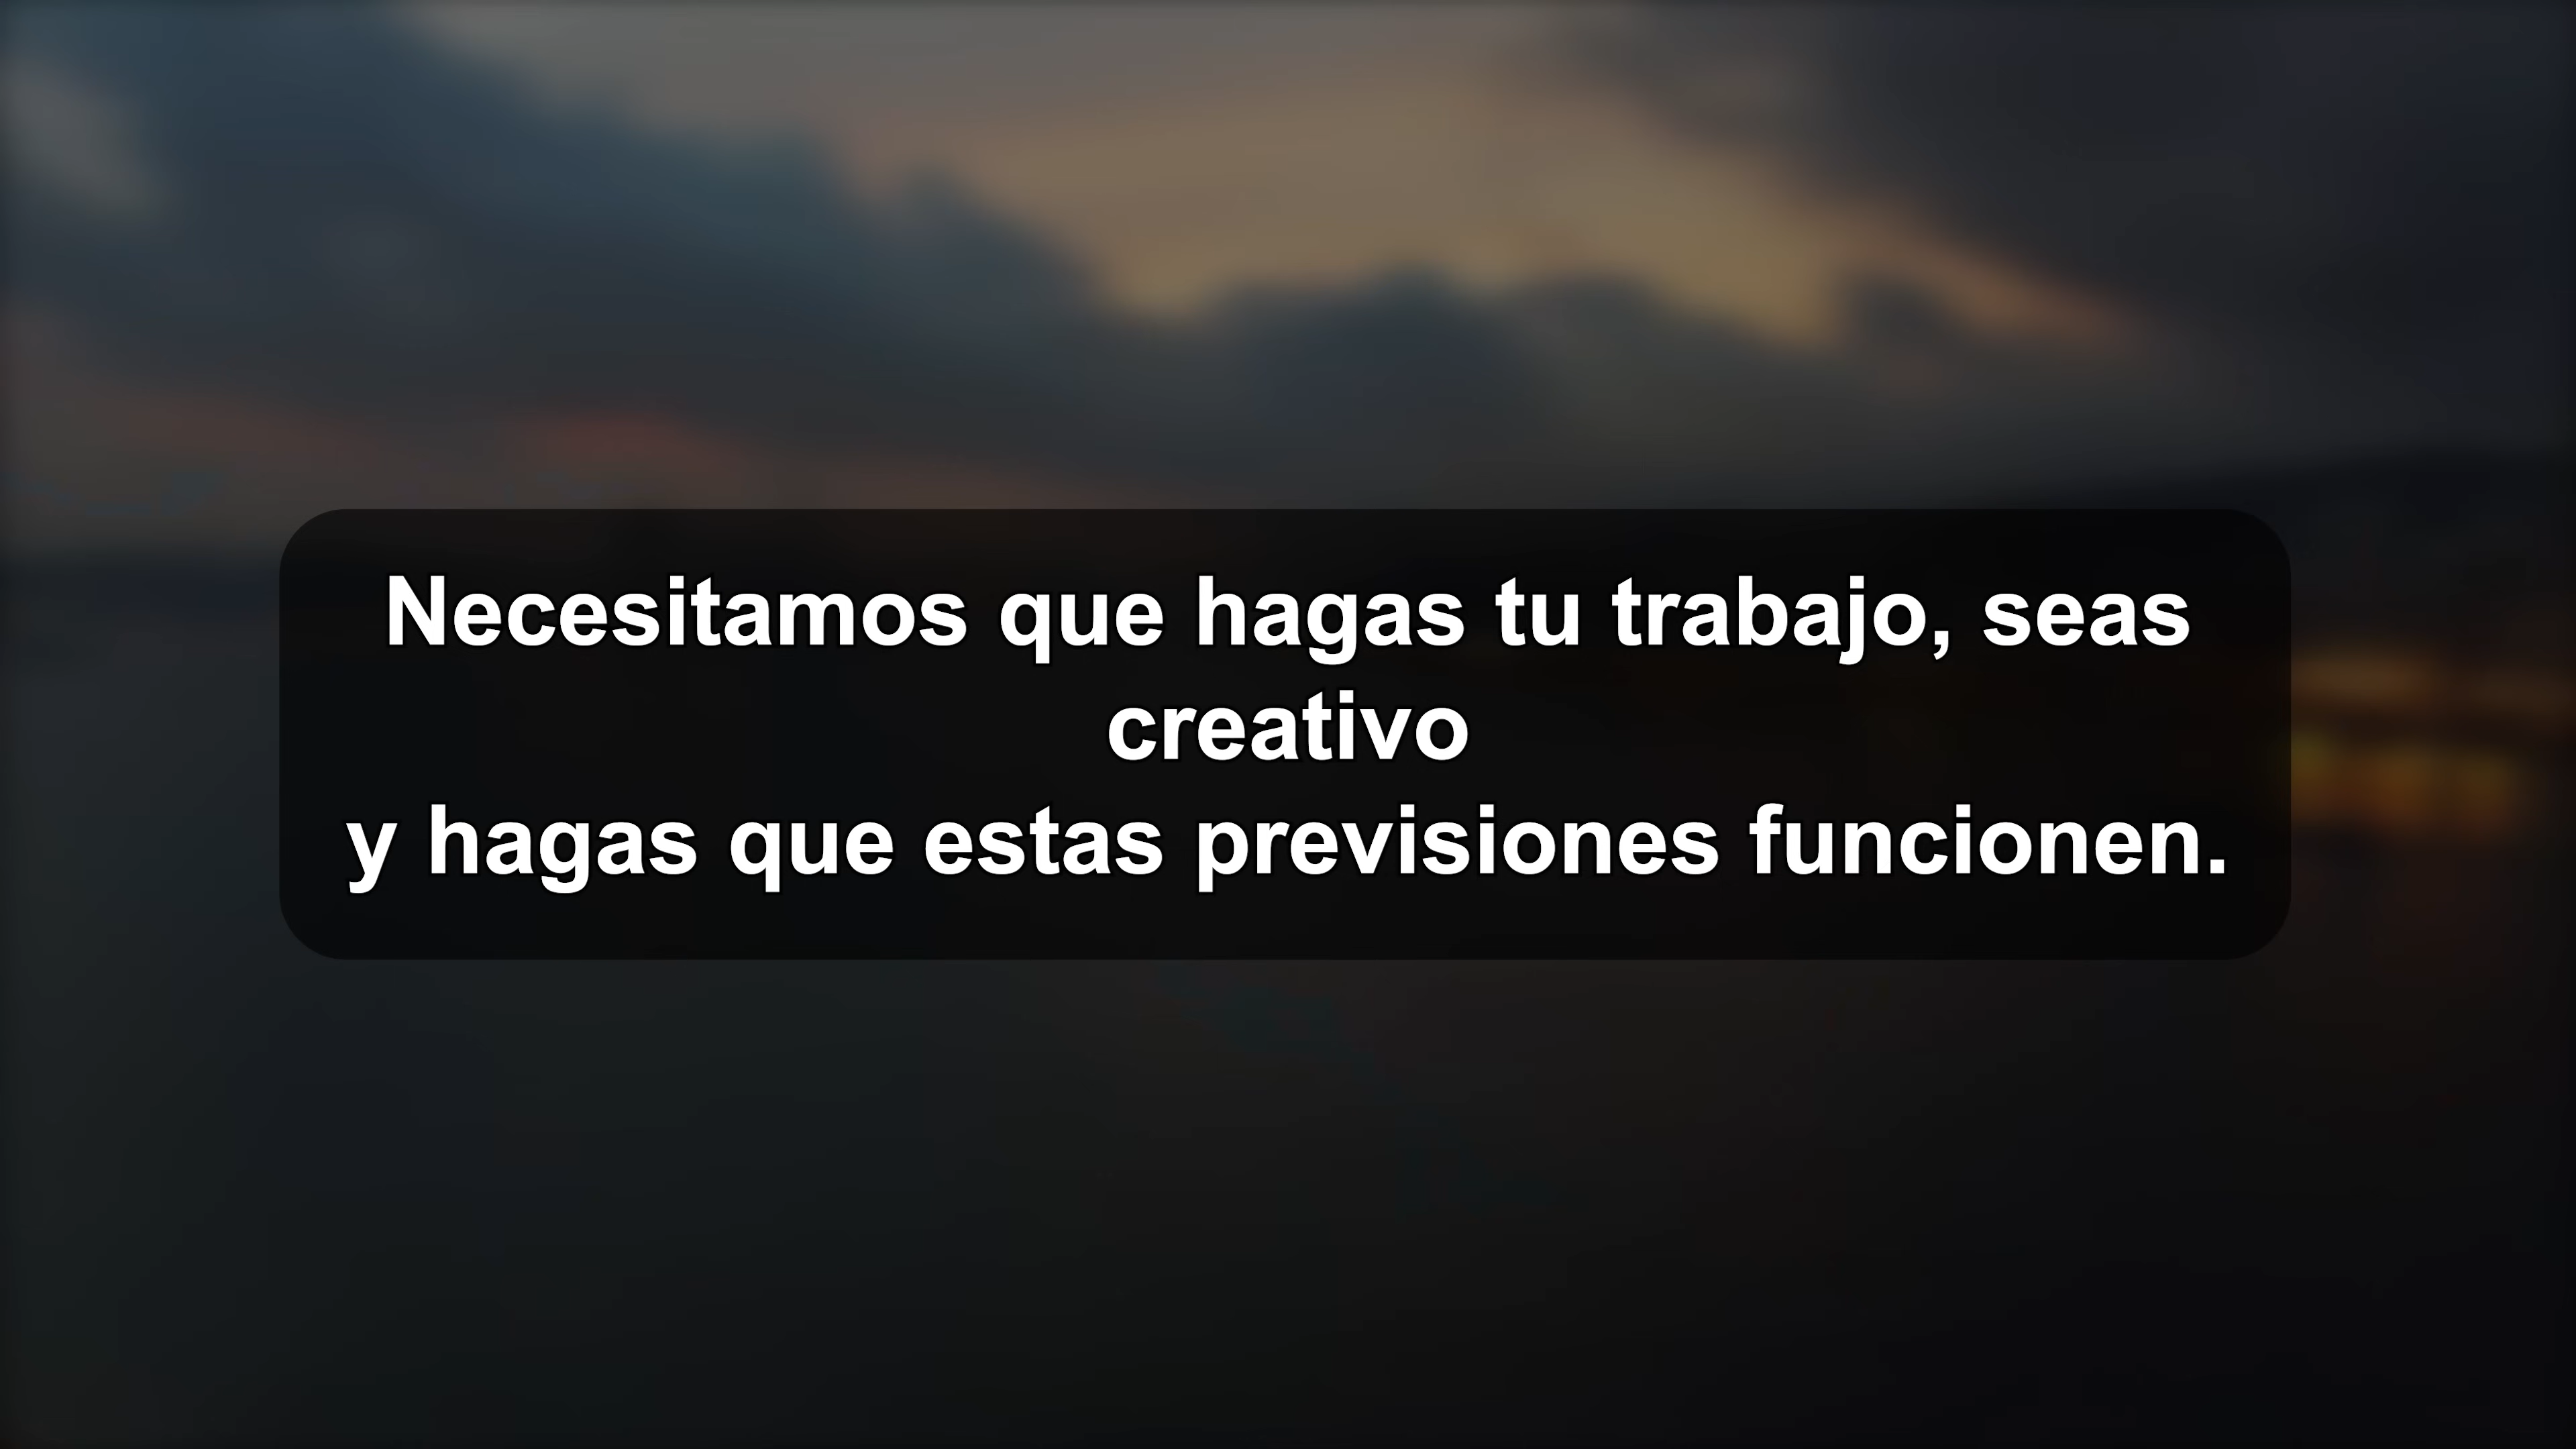 Necesitamos que hagas tu trabajo, seas
creativo
y hagas que estas previsiones funcionen.